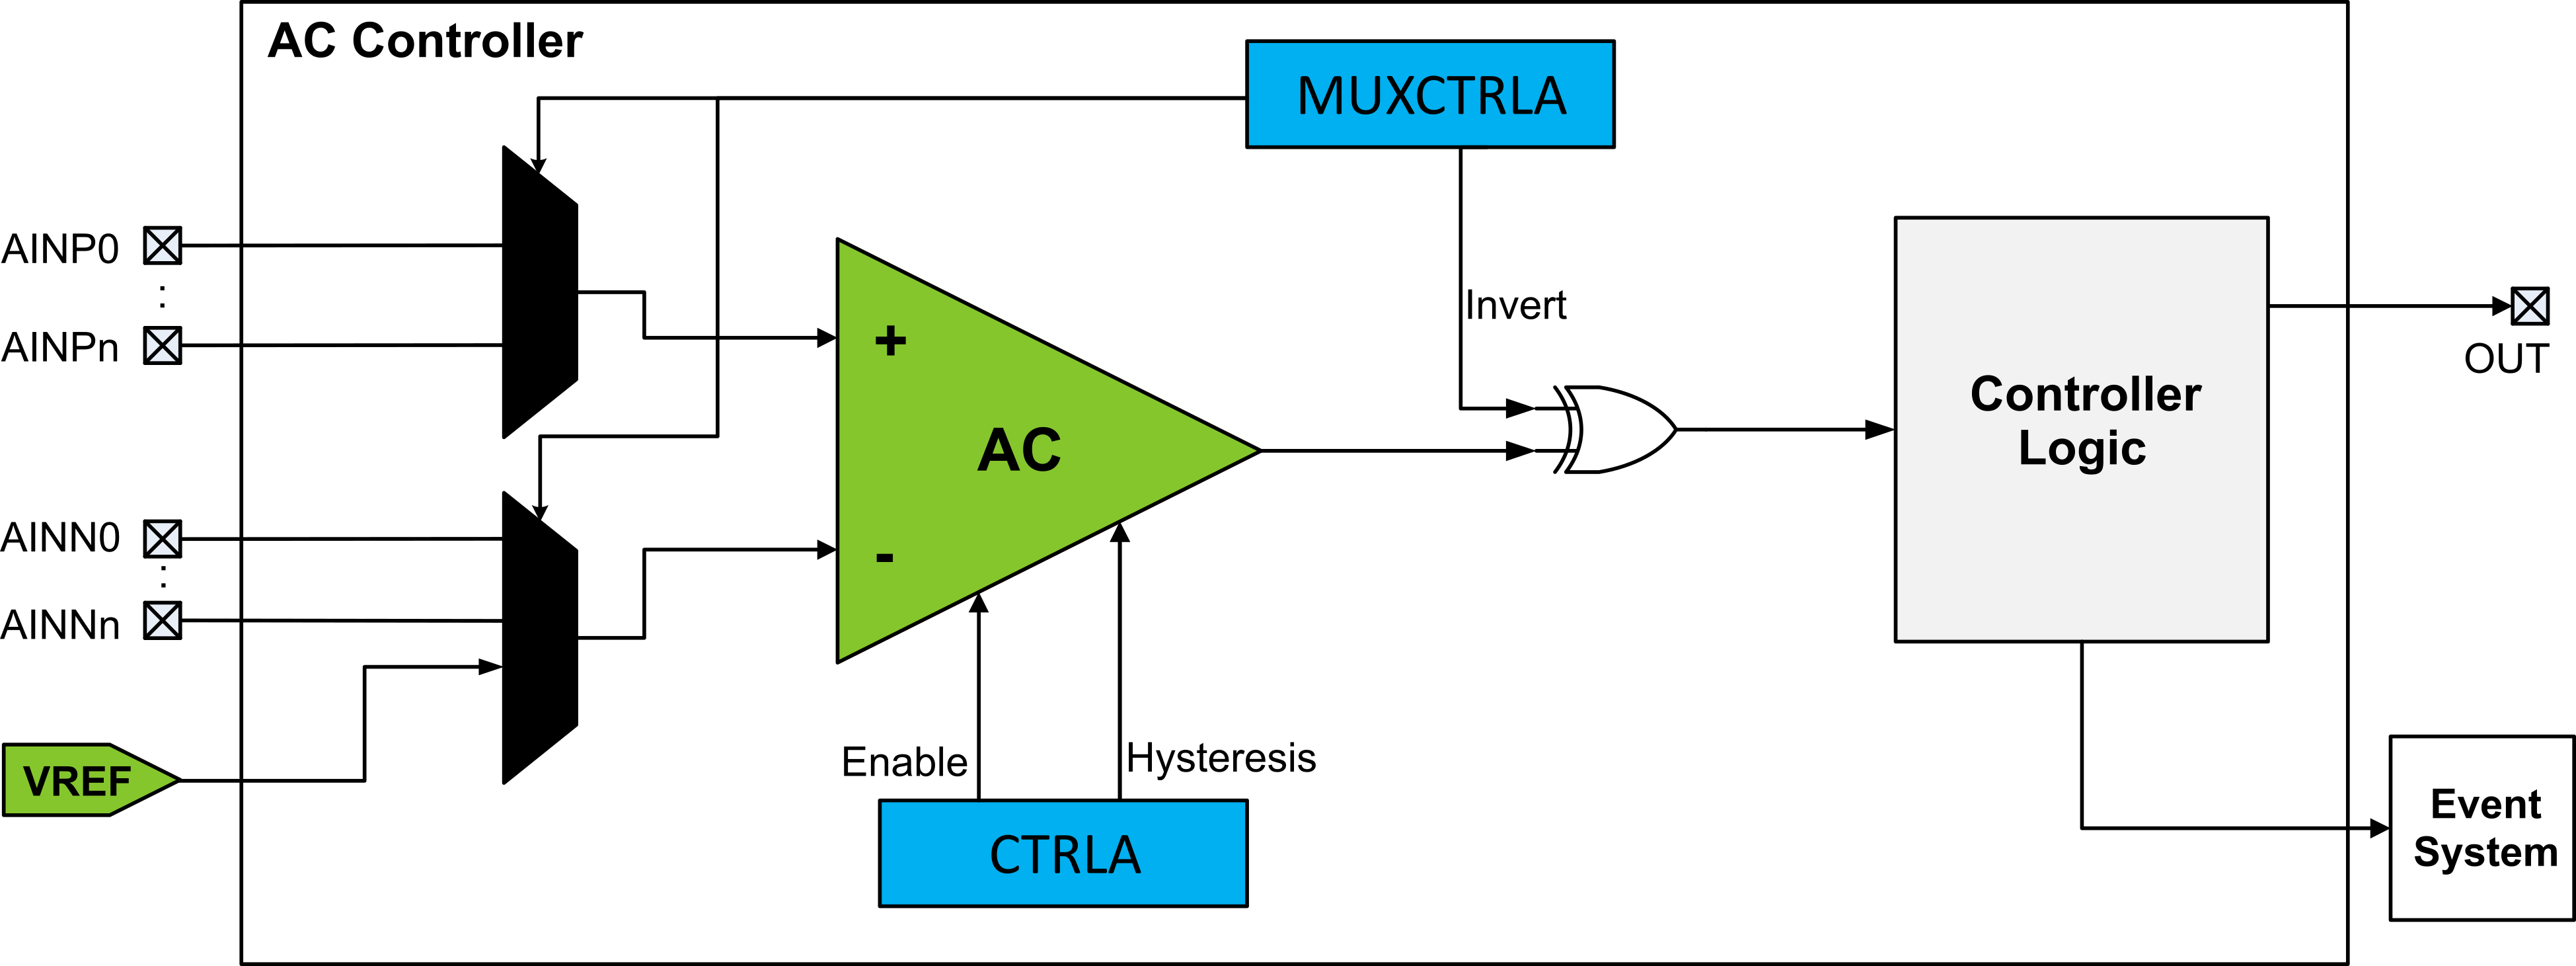 AC Controller
MUXCTRLA
AINP0
:
AINPn
Invert
OUT
+
AC
-
Controller
Logic
AINN0
:
AINNn
VREF
Enable
Hysteresis
CTRLA
Event
System